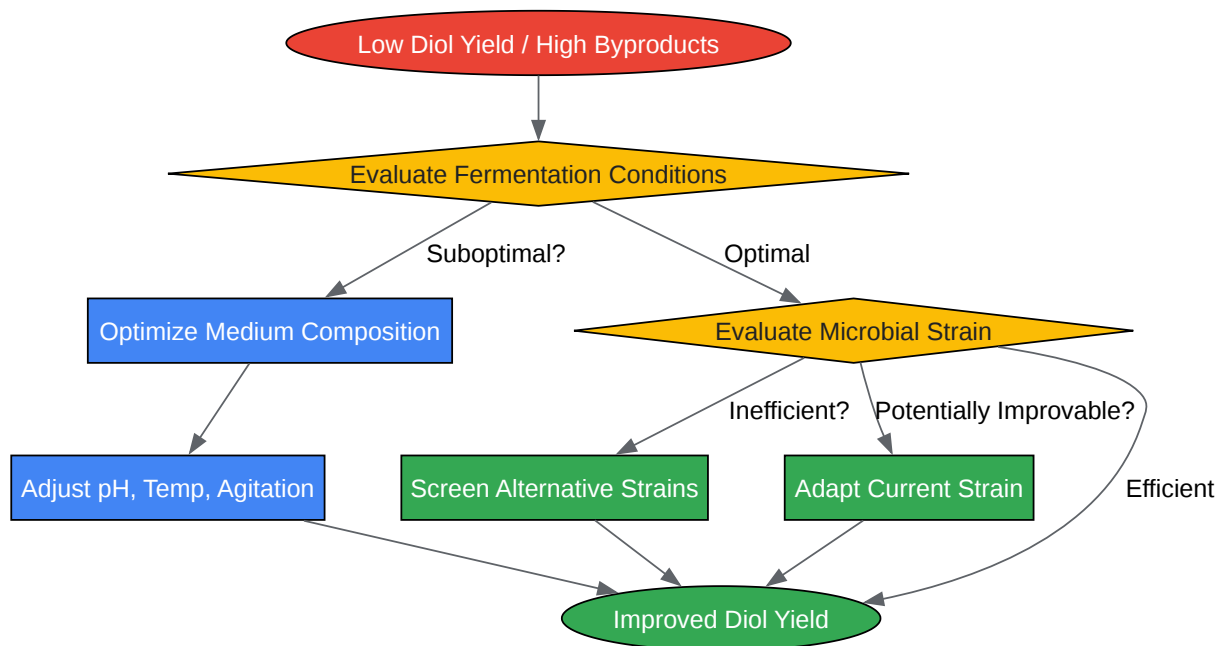 Low Diol Yield / High Byproducts
Evaluate Fermentation Conditions
Suboptimal?
Optimal
Optimize Medium Composition
Evaluate Microbial Strain
Inefficient?
Potentially Improvable?
Adjust pH, Temp, Agitation
Screen Alternative Strains
Adapt Current Strain
Efficient
Improved Diol Yield